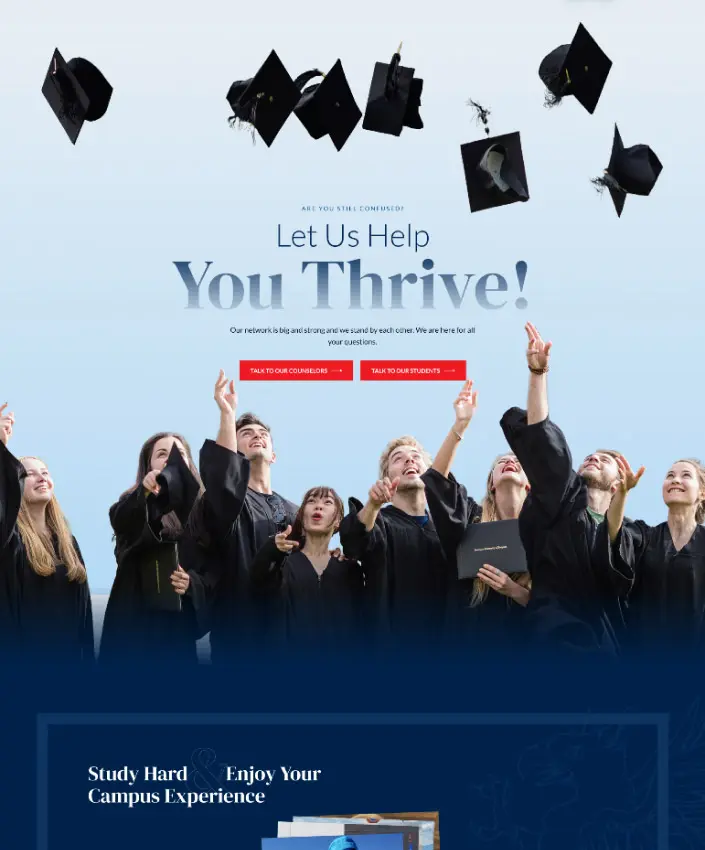 ARE YOU STILL CONFUSED?
Let Us Help
You Thrive!
Our network is big and strong and we stand by each other. We are here for all
your questions.
TALK TO OUR COUNSELORS
TALK TO OUR STUDENTS
Study Hard & Enjoy Your
Campus Experience